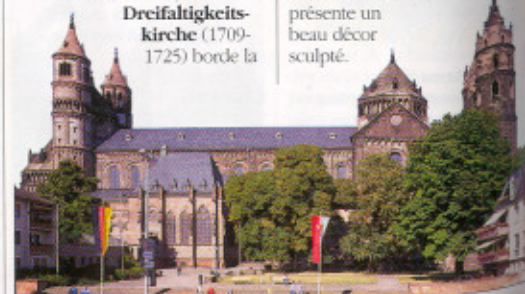 Dreifaltigkeits-
kirche (1709-
1725) borde la
présente un
beau décor
sculpté.